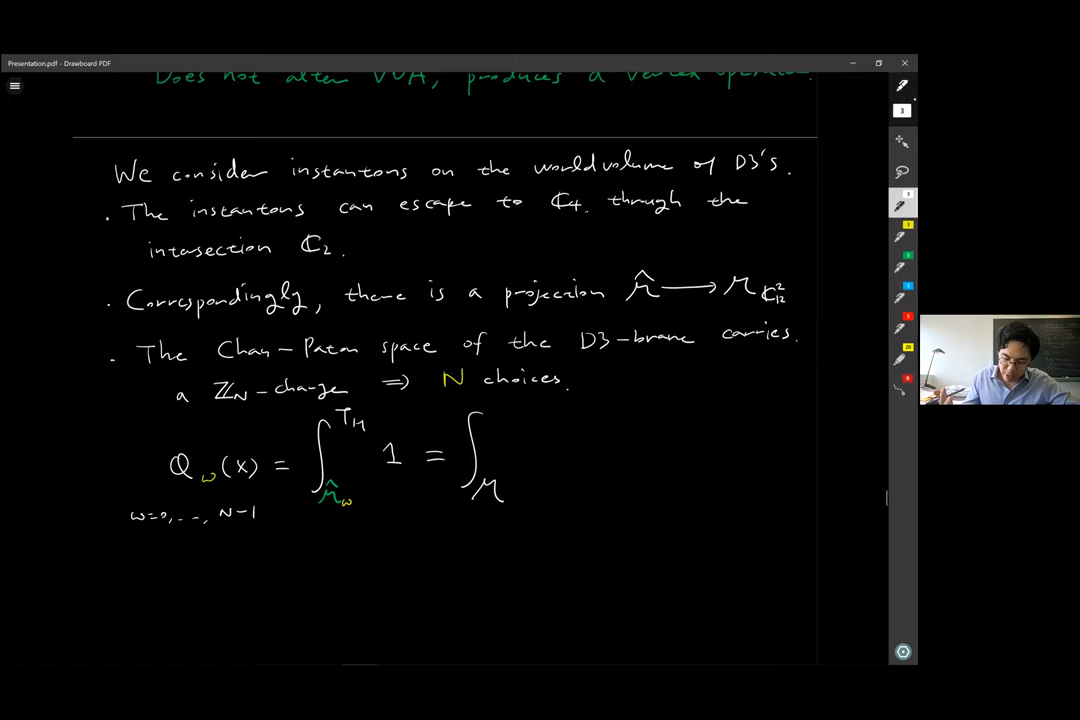 Presentation.pdf - Drawboard PDF
Does not alter VOA, produces a vertex operator.
We consider instantons on the worldvolume of D3's.
. The instantons can escape to ℂ4. through the
intersection ℂ2.
. Correspondingly, there is a projection 𝓜̂ ⟶ 𝓜_{ℂ²_{12}}
. The Chan-Paton space of the D3-brane carries.
a ℤ_N - charge ⟹ N choices.
Q_ω(x) = ∫_{𝓜̂_ω}^{T_H} 1 = ∫_𝓜
ω=0,..., N-1